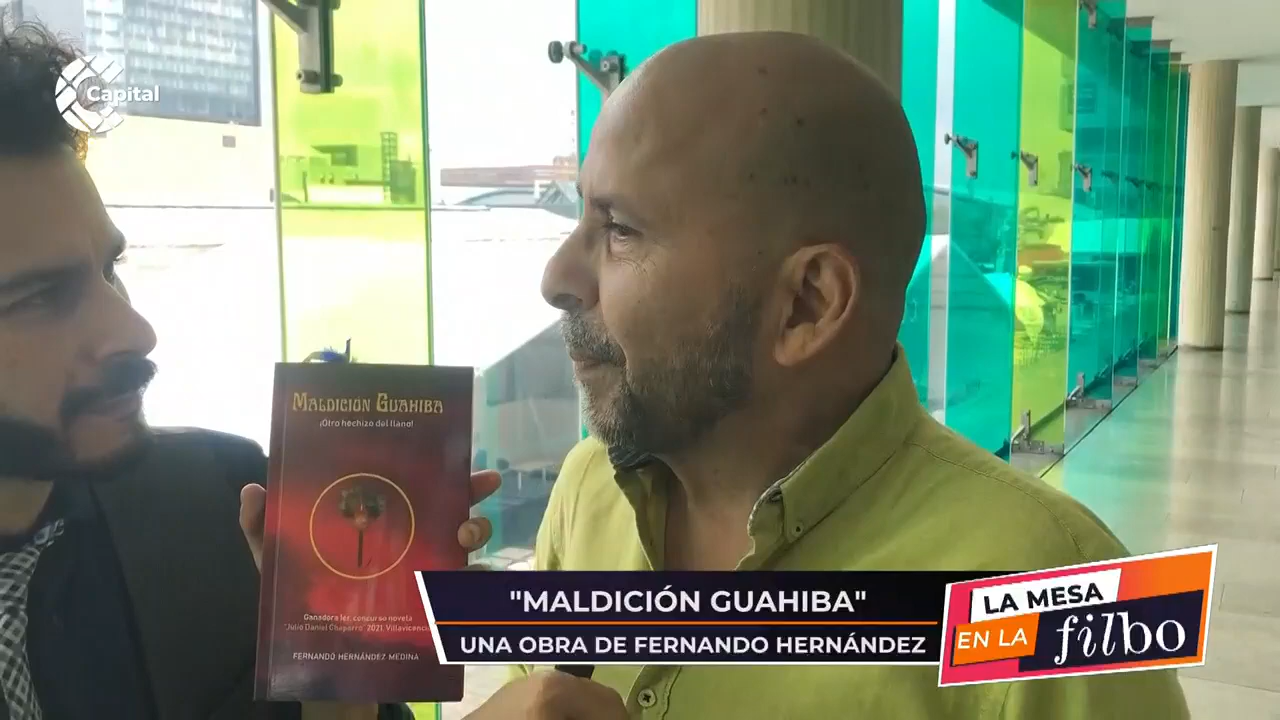 Capital
MALDICIÓN GUAHIBA
¡Otro hechizo del llano!
Ganadora 1er. concurso novela
"Julio Daniel Chaparro" 2021, Villavicencio
FERNANDO HERNÁNDEZ MEDINA
"MALDICIÓN GUAHIBA"
UNA OBRA DE FERNANDO HERNÁNDEZ
LA MESA
EN LA filbo